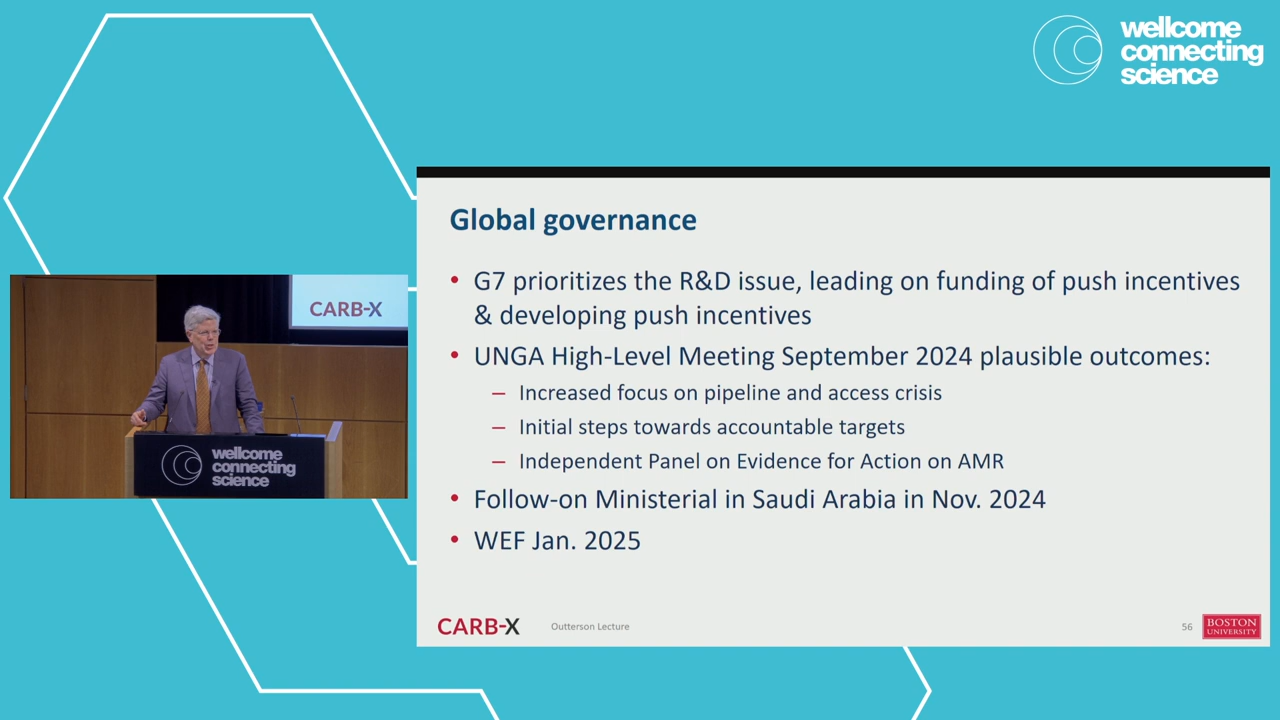 wellcome
connecting
science
Global governance
• G7 prioritizes the R&D issue, leading on funding of push incentives
& developing push incentives
• UNGA High-Level Meeting September 2024 plausible outcomes:
– Increased focus on pipeline and access crisis
– Initial steps towards accountable targets
– Independent Panel on Evidence for Action on AMR
• Follow-on Ministerial in Saudi Arabia in Nov. 2024
• WEF Jan. 2025
CARB-X
Outterson Lecture
56
BOSTON
UNIVERSITY
CARB-X
wellcome
connecting
science